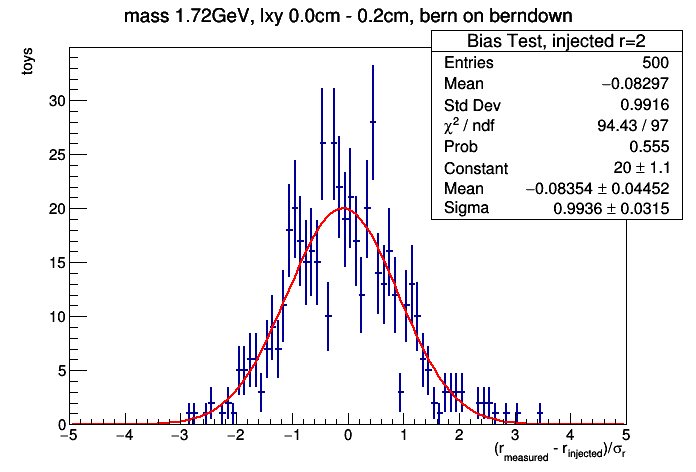 mass 1.72GeV, lxy 0.0cm - 0.2cm, bern on berndown
Bias Test, injected r=2
Entries 500
Mean −0.08297
Std Dev 0.9916
χ² / ndf 94.43 / 97
Prob 0.555
Constant 20 ± 1.1
Mean −0.08354 ± 0.04452
Sigma 0.9936 ± 0.0315
toys
30
25
20
15
10
5
0
−5 −4 −3 −2 −1 0 1 2 3 4 5
(r_measured - r_injected)/σ_r